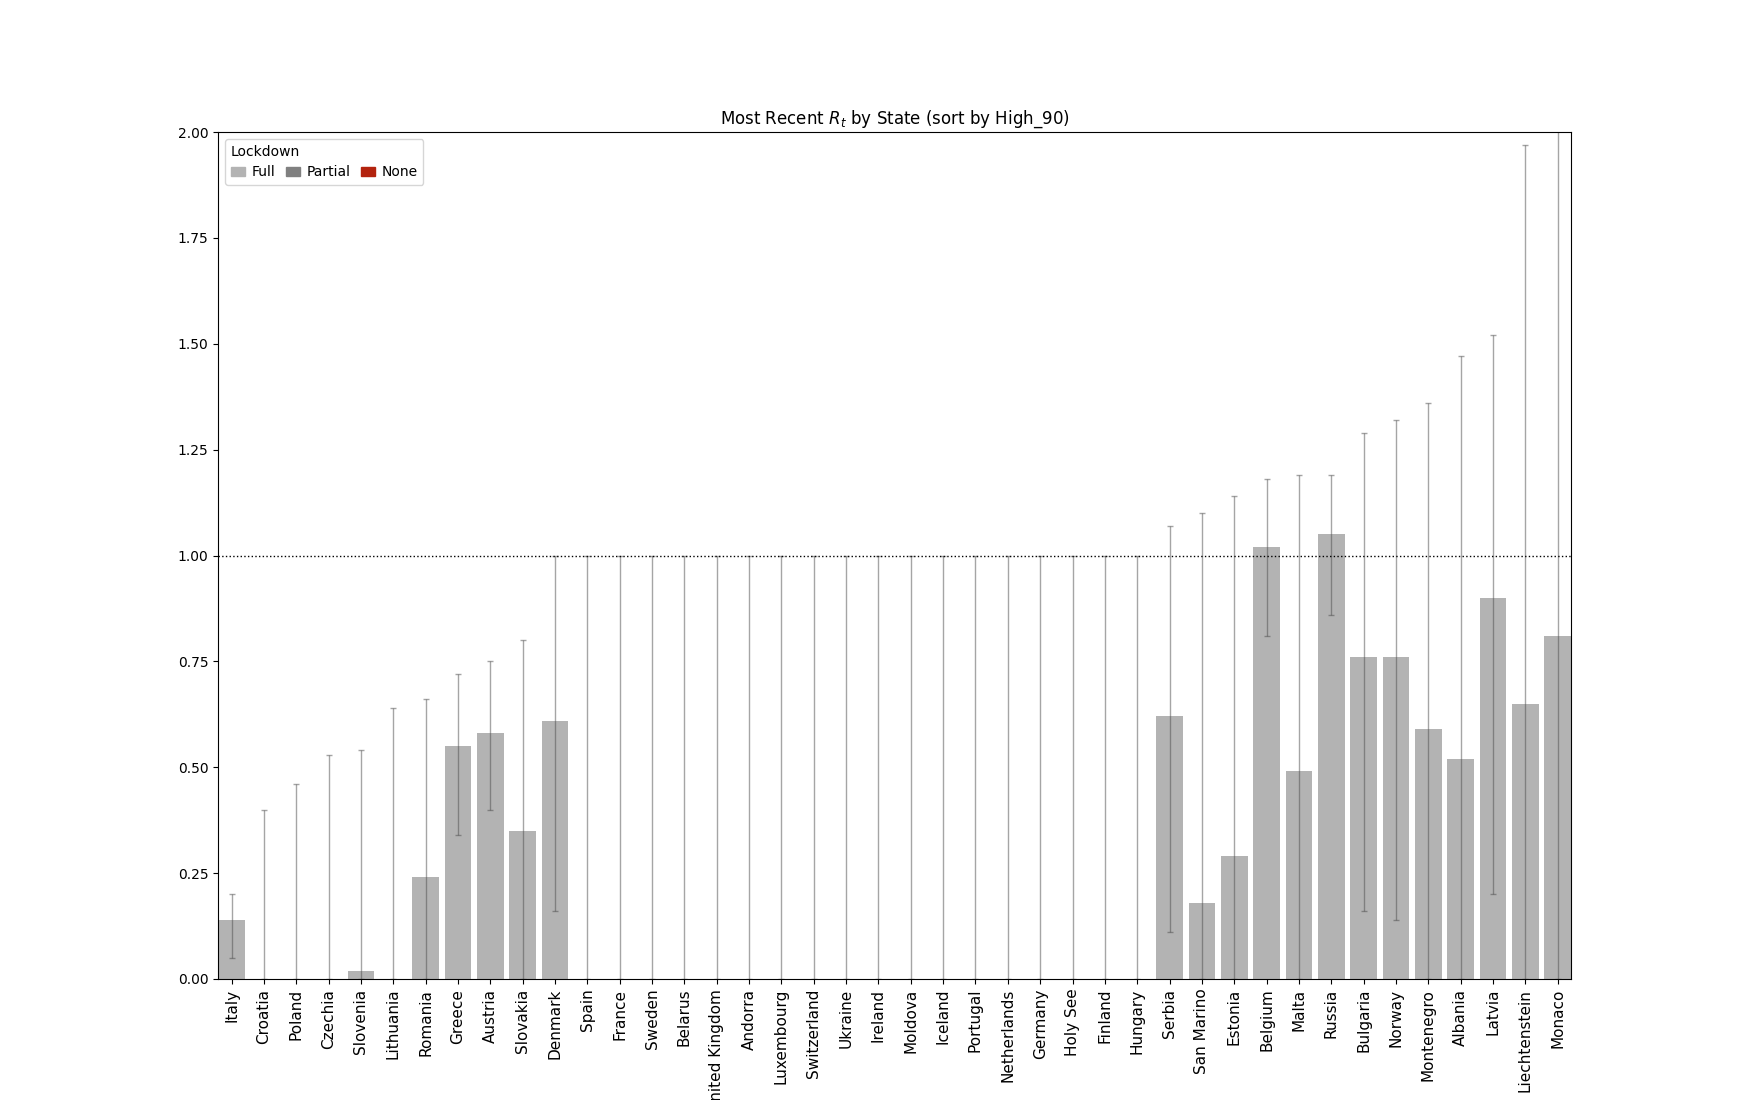 Most Recent Rt by State (sort by High_90)
2.00
Lockdown
Full Partial None
1.75
1.50
1.25
1.00
0.75
0.50
0.25
0.00
Italy
Croatia
Poland
Czechia
Slovenia
Lithuania
Romania
Greece
Austria
Slovakia
Denmark
Spain
France
Sweden
Belarus
nited Kingdom
Andorra
Luxembourg
Switzerland
Ukraine
Ireland
Moldova
Iceland
Portugal
Netherlands
Germany
Holy See
Finland
Hungary
Serbia
San Marino
Estonia
Belgium
Malta
Russia
Bulgaria
Norway
Montenegro
Albania
Latvia
Liechtenstein
Monaco